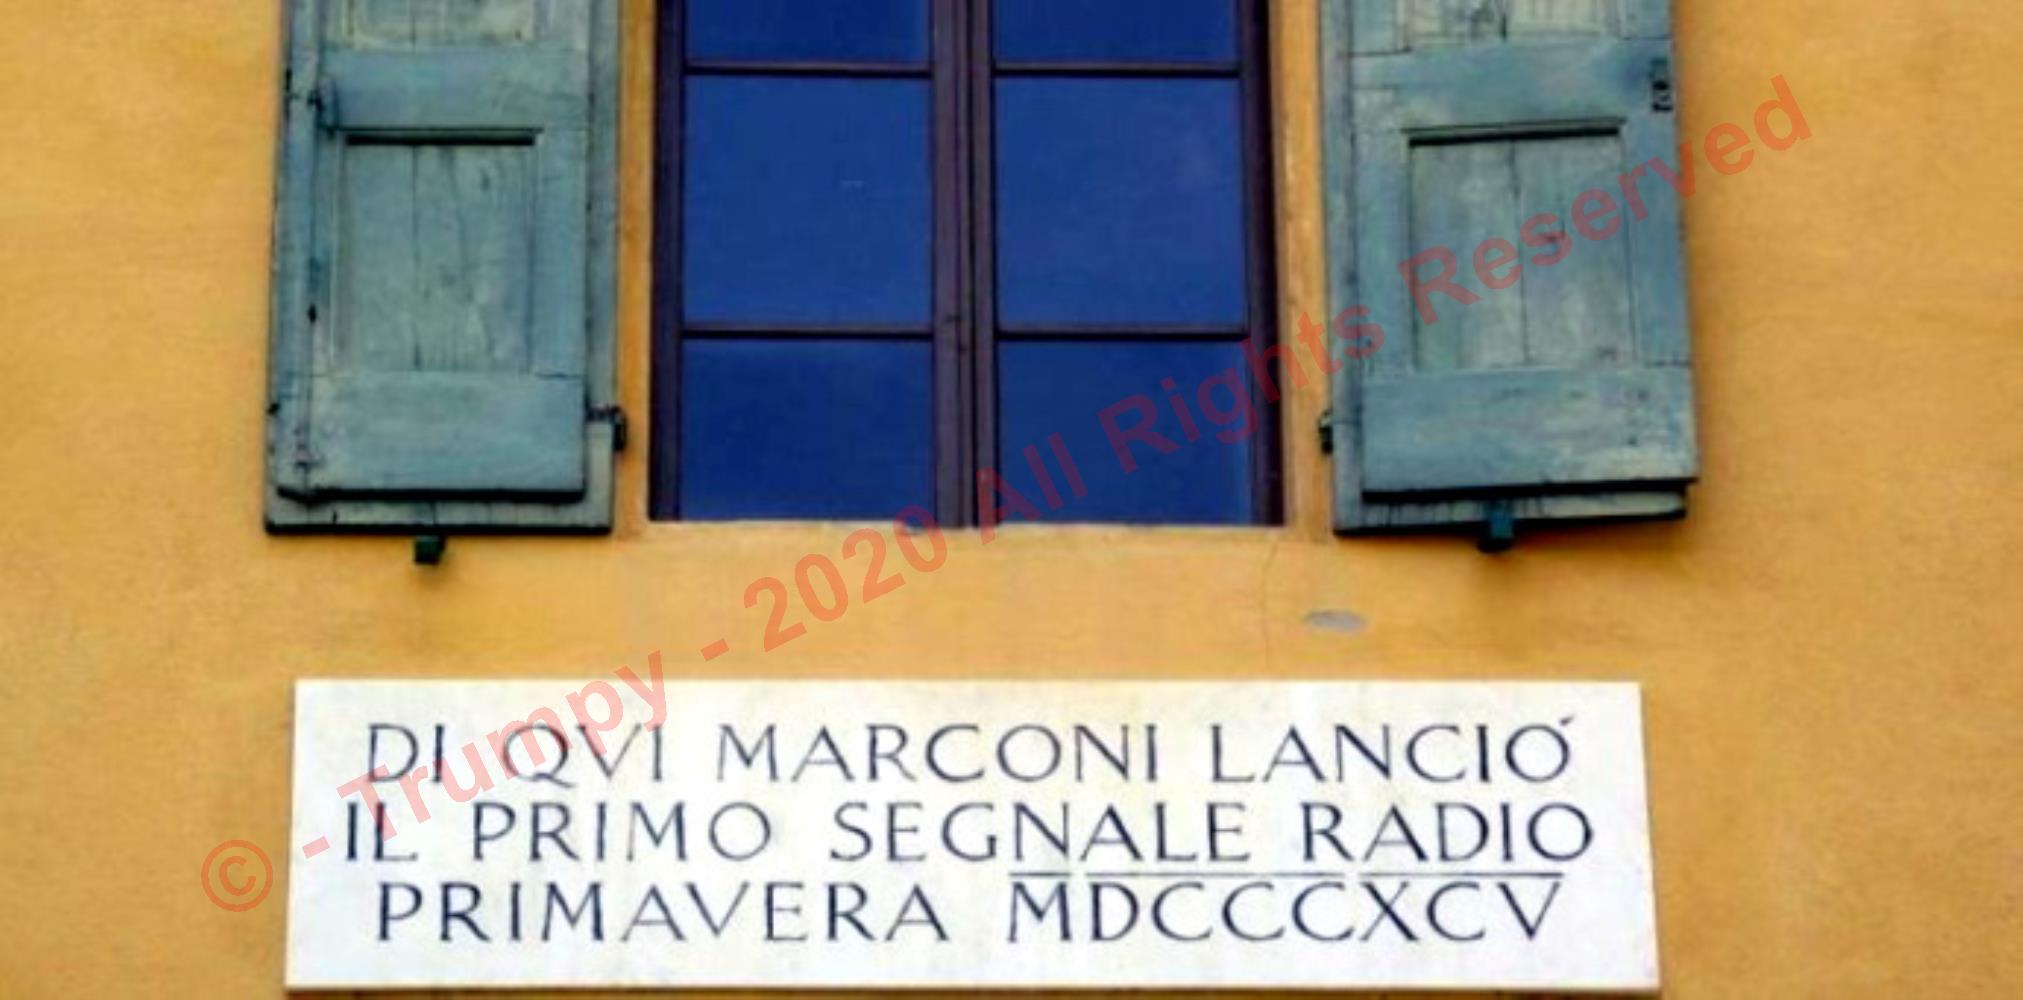 DI QVI MARCONI LANCIÓ
IL PRIMO SEGNALE RADIO
PRIMAVERA MDCCCXCV
© - Trumpy - 2020 All Rights Reserved